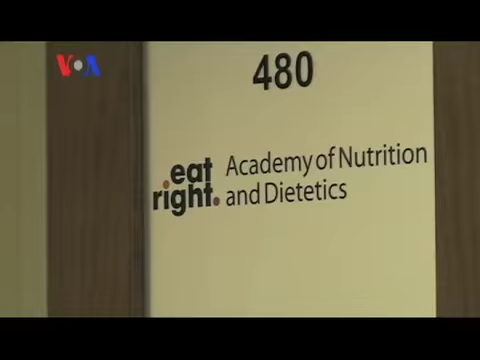 VOA
480
eat
right.
Academy of Nutrition
and Dietetics